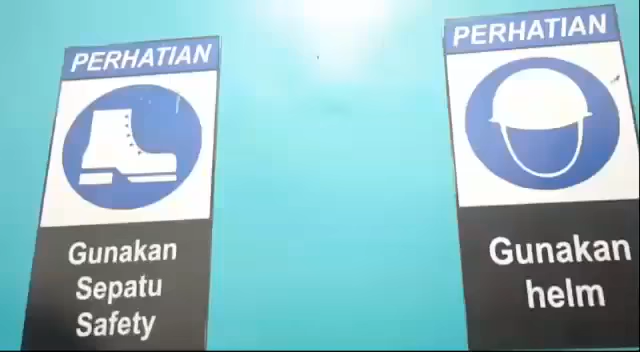 PERHATIAN
Gunakan
Sepatu
Safety
PERHATIAN
Gunakan
helm